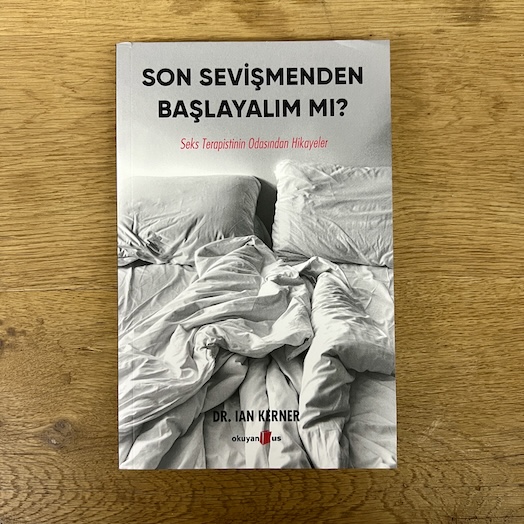 SON SEVİŞMENDEN
BAŞLAYALIM MI?
Seks Terapistinin Odasından Hikayeler
DR. IAN KERNER
okuyan us